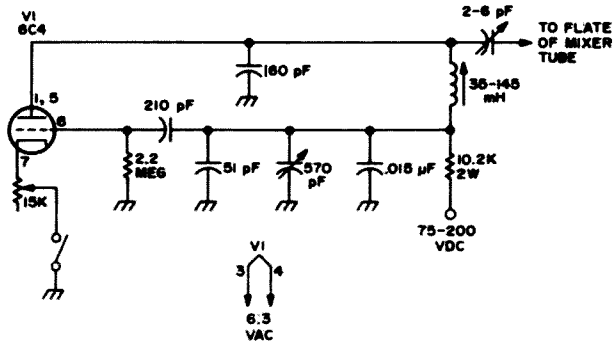 V1
6C4
2-6 pF
TO PLATE
OF MIXER
TUBE
160 pF
36-145
mH
1, 5
210 pF
6
7
2.2
MEG
51 pF
570
pF
.015 µF
10.2K
2W
15K
75-200
VDC
V1
3
4
6.3
VAC